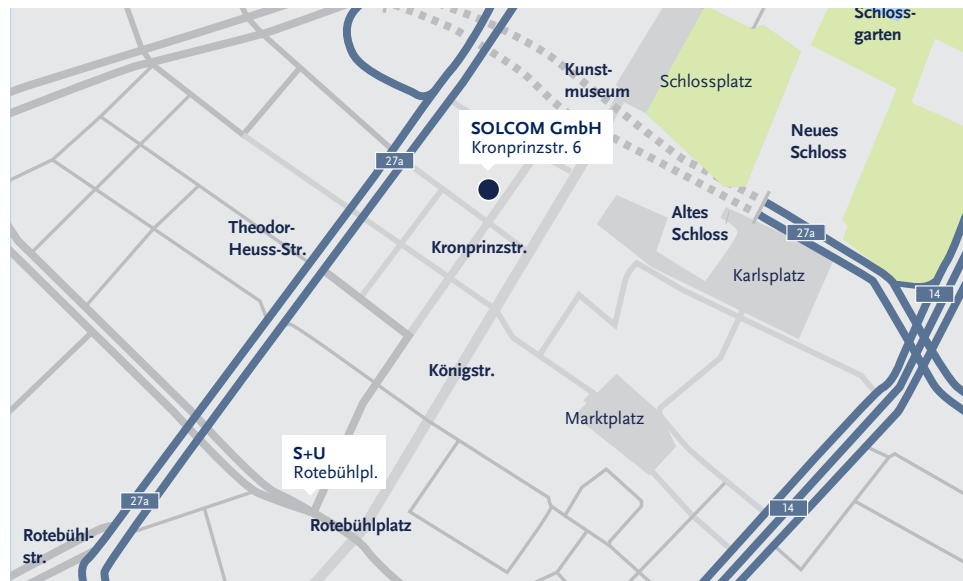 Schloss-
garten
Kunst-
museum
Schlossplatz
SOLCOM GmbH
Kronprinzstr. 6
Neues
Schloss
27a
Theodor-
Heuss-Str.
Altes
Schloss
27a
Kronprinzstr.
Karlsplatz
14
Königstr.
Marktplatz
S+U
Rotebühlpl.
27a
14
Rotebühlplatz
Rotebühl-
str.